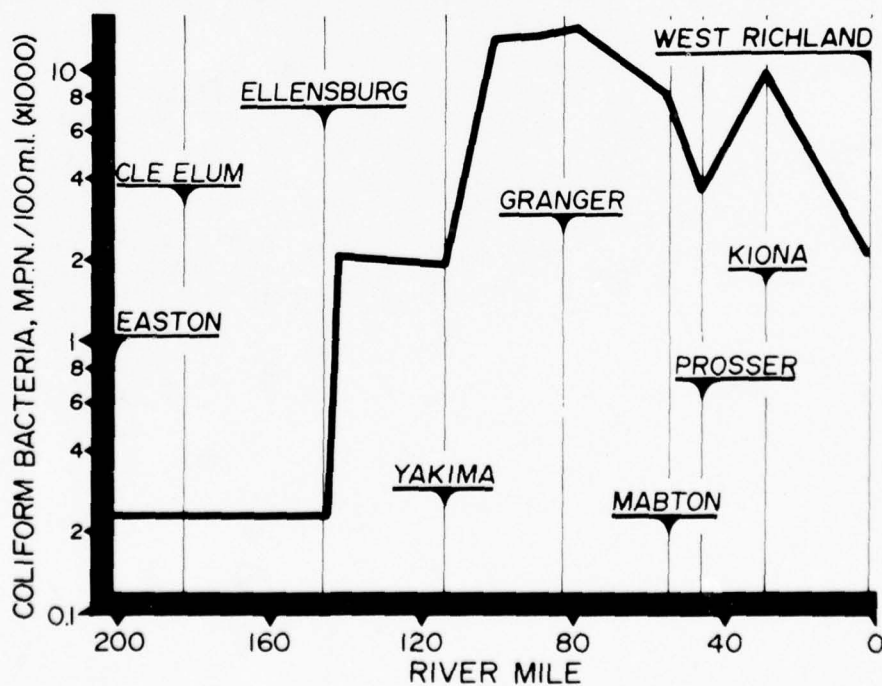 COLIFORM BACTERIA, M.P.N./100m.l. (x1000)
10
8
6
4
2
1
8
6
4
2
0.1
WEST RICHLAND
ELLENSBURG
CLE ELUM
GRANGER
KIONA
EASTON
PROSSER
YAKIMA
MABTON
200 160 120 80 40 0
RIVER MILE